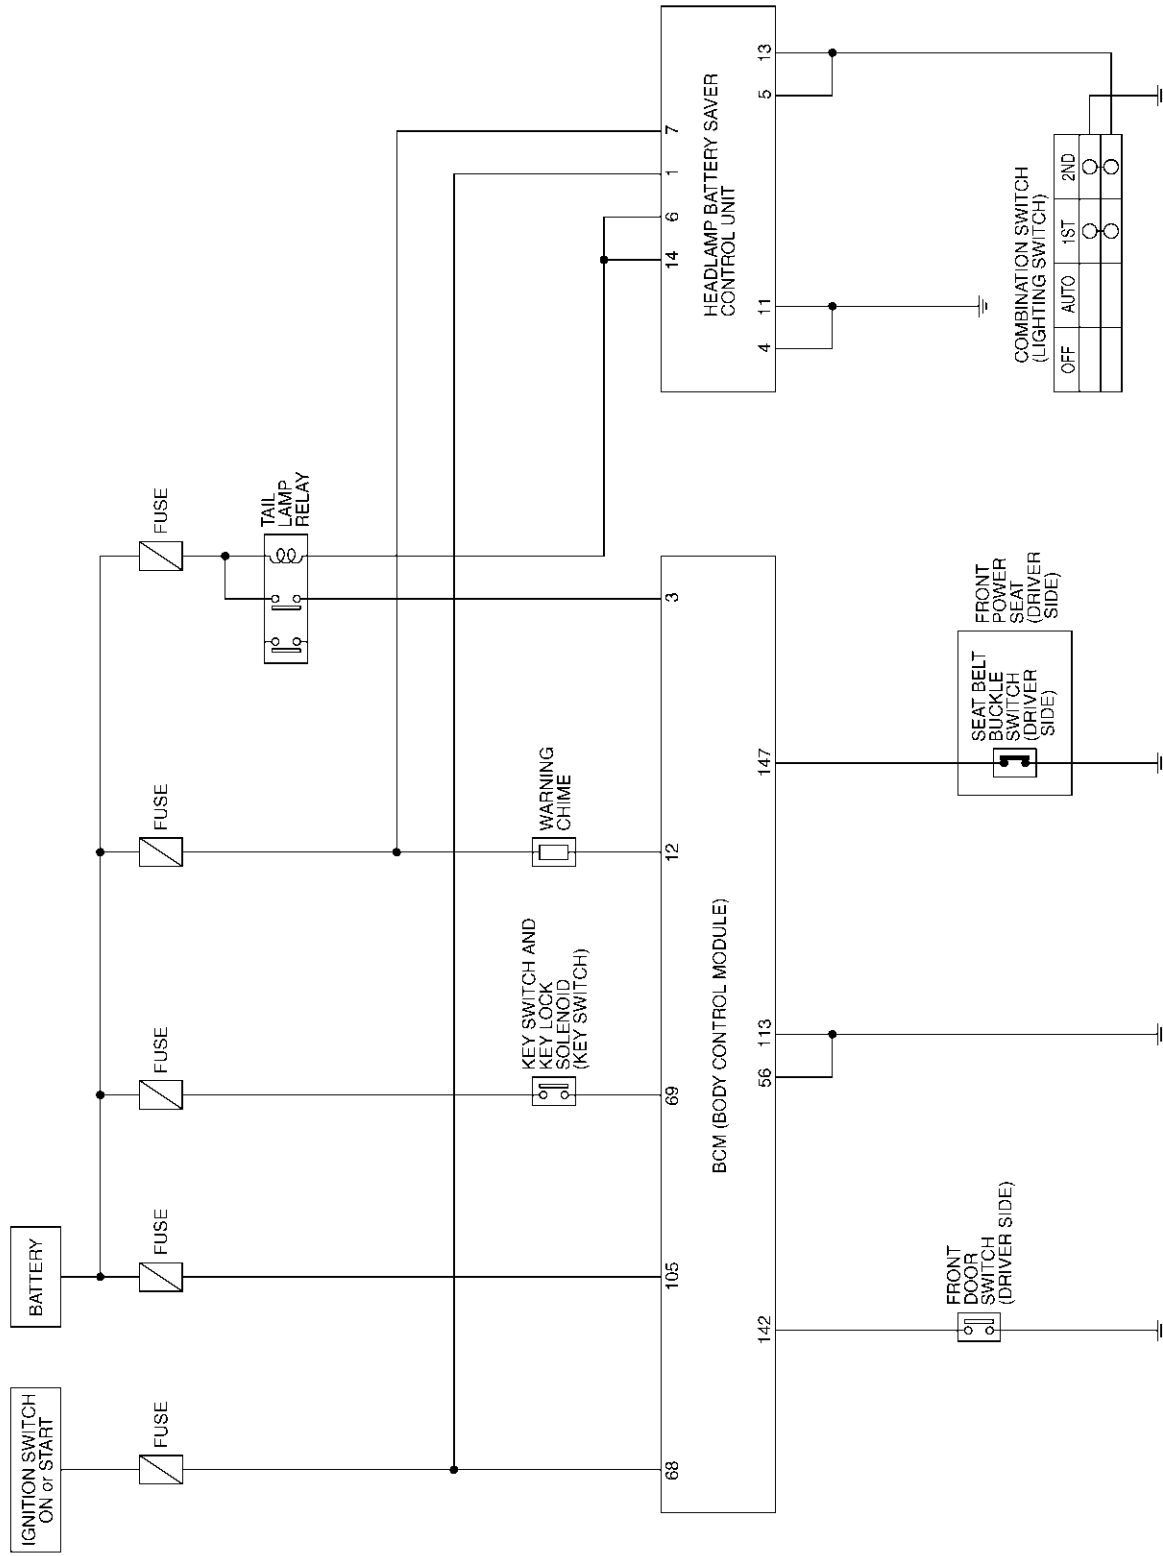 IGNITION SWITCH
ON or START
BATTERY
FUSE
FUSE
FUSE
FUSE
FUSE
TAIL
LAMP
RELAY
KEY SWITCH AND
KEY LOCK
SOLENOID
(KEY SWITCH)
WARNING
CHIME
68
105
69
12
3
14
6
1
7
BCM (BODY CONTROL MODULE)
HEADLAMP BATTERY SAVER
CONTROL UNIT
142
56
113
147
4
11
5
13
FRONT
DOOR
SWITCH
(DRIVER SIDE)
SEAT BELT
BUCKLE
SWITCH
(DRIVER
SIDE)
FRONT
POWER
SEAT
(DRIVER
SIDE)
COMBINATION SWITCH
(LIGHTING SWITCH)
OFF
AUTO
1ST
2ND